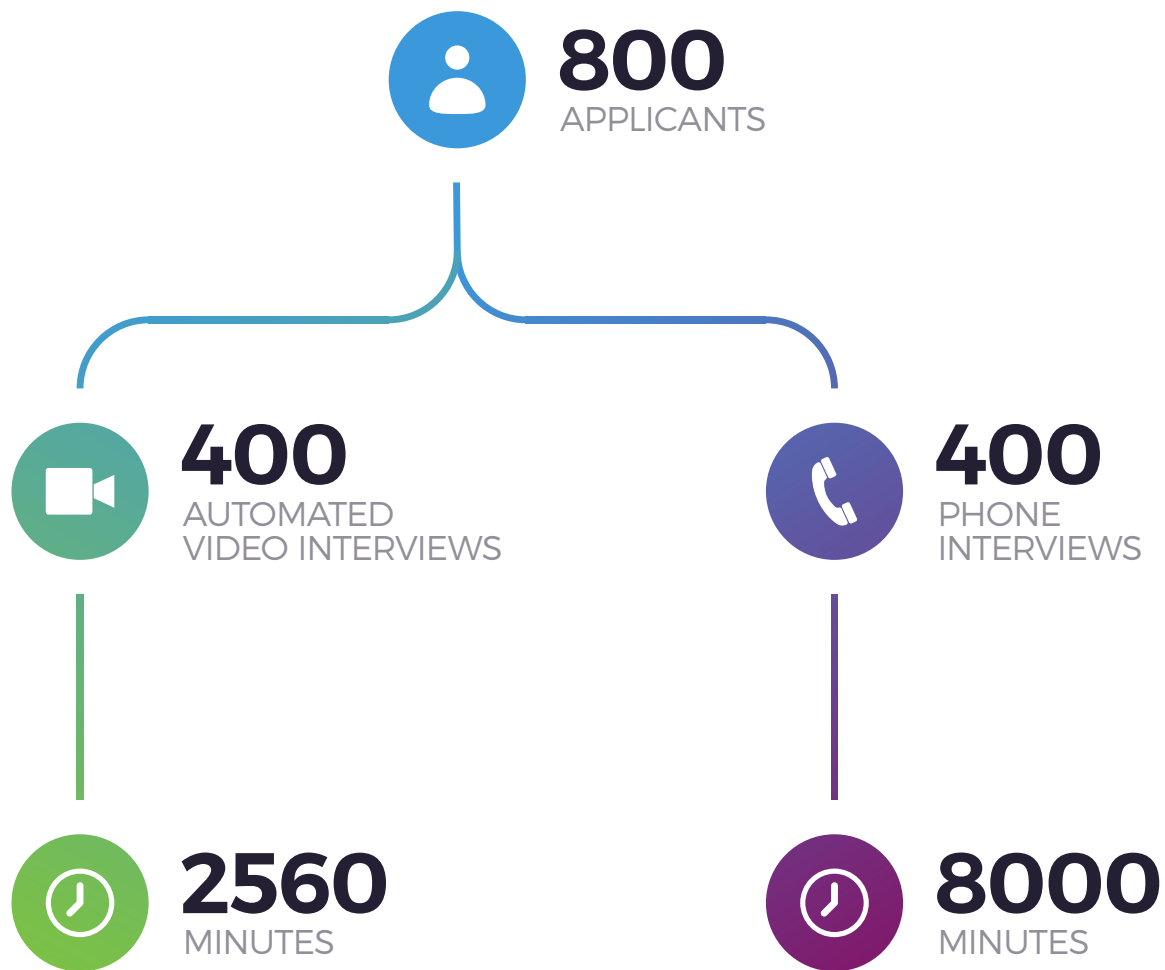 800
APPLICANTS
400
AUTOMATED
VIDEO INTERVIEWS
400
PHONE
INTERVIEWS
2560
MINUTES
8000
MINUTES